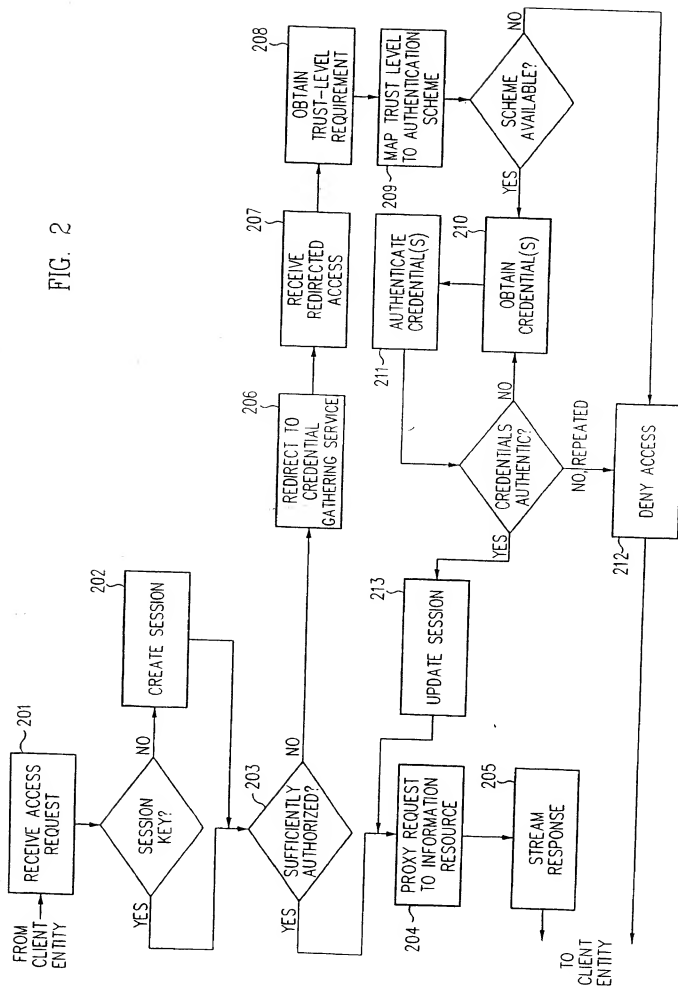 FIG. 2
FROM
CLIENT
ENTITY
201
RECEIVE ACCESS
REQUEST
SESSION
KEY?
YES
NO
202
CREATE SESSION
203
SUFFICIENTLY
AUTHORIZED?
YES
NO
204
PROXY REQUEST
TO INFORMATION
RESOURCE
205
STREAM
RESPONSE
TO CLIENT
ENTITY
206
REDIRECT TO
CREDENTIAL
GATHERING SERVICE
207
RECEIVE
REDIRECTED
ACCESS
208
OBTAIN
TRUST-LEVEL
REQUIREMENT
209
MAP TRUST LEVEL
TO AUTHENTICATION
SCHEME
SCHEME
AVAILABLE?
YES
NO
210
OBTAIN
CREDENTIAL(S)
211
AUTHENTICATE
CREDENTIAL(S)
CREDENTIALS
AUTHENTIC?
YES
NO
NO, REPEATED
212
DENY ACCESS
213
UPDATE SESSION